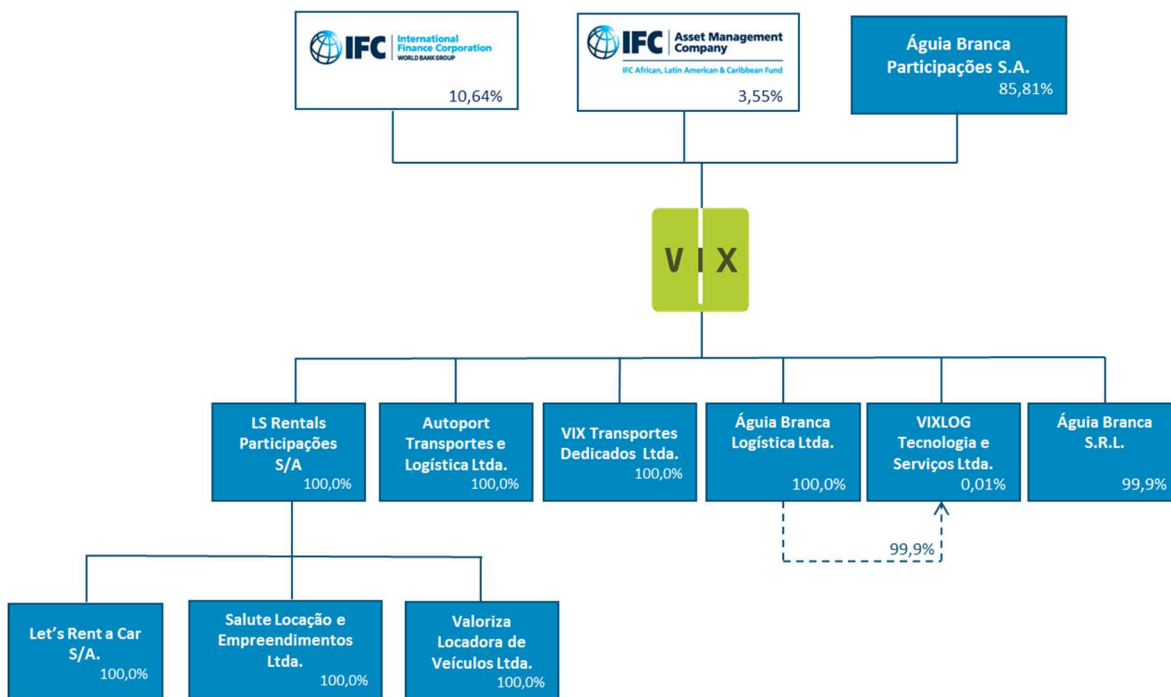 IFC
International
Finance Corporation
WORLD BANK GROUP
10,64%
IFC
Asset Management
Company
IFC African, Latin American & Caribbean Fund
3,55%
Águia Branca
Participações S.A.
85,81%
VIX
LS Rentals
Participações
S/A
100,0%
Autoport
Transportes e
Logística Ltda.
100,0%
VIX Transportes
Dedicados Ltda.
100,0%
Águia Branca
Logística Ltda.
100,0%
VIXLOG
Tecnologia e
Serviços Ltda.
0,01%
Águia Branca
S.R.L.
99,9%
99,9%
Let’s Rent a Car
S/A.
100,0%
Salute Locação e
Empreendimentos
Ltda.
100,0%
Valoriza
Locadora de
Veículos Ltda.
100,0%